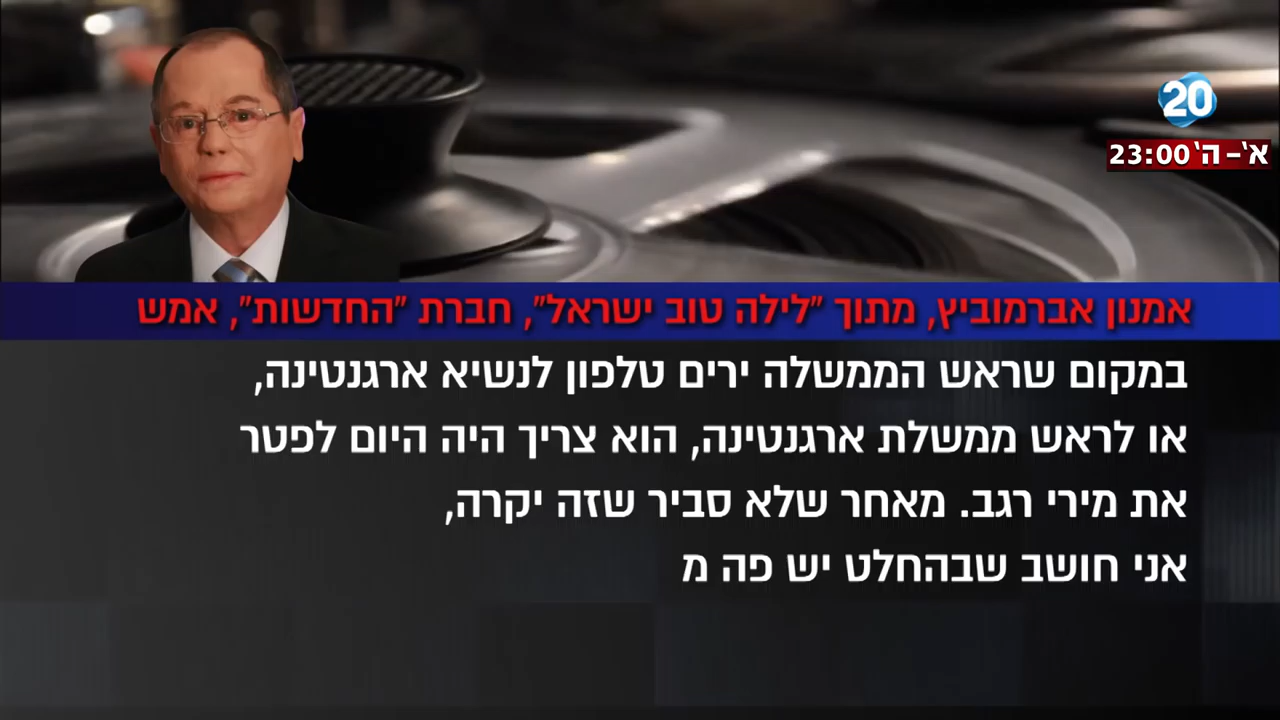 20
א'-ה' 23:00
אמנון אברמוביץ, מתוך "לילה טוב ישראל", חברת "החדשות", אמש
במקום שראש הממשלה ירים טלפון לנשיא ארגנטינה,
או לראש ממשלת ארגנטינה, הוא צריך היה היום לפטר
את מירי רגב. מאחר שלא סביר שזה יקרה,
אני חושב שבהחלט יש פה מ